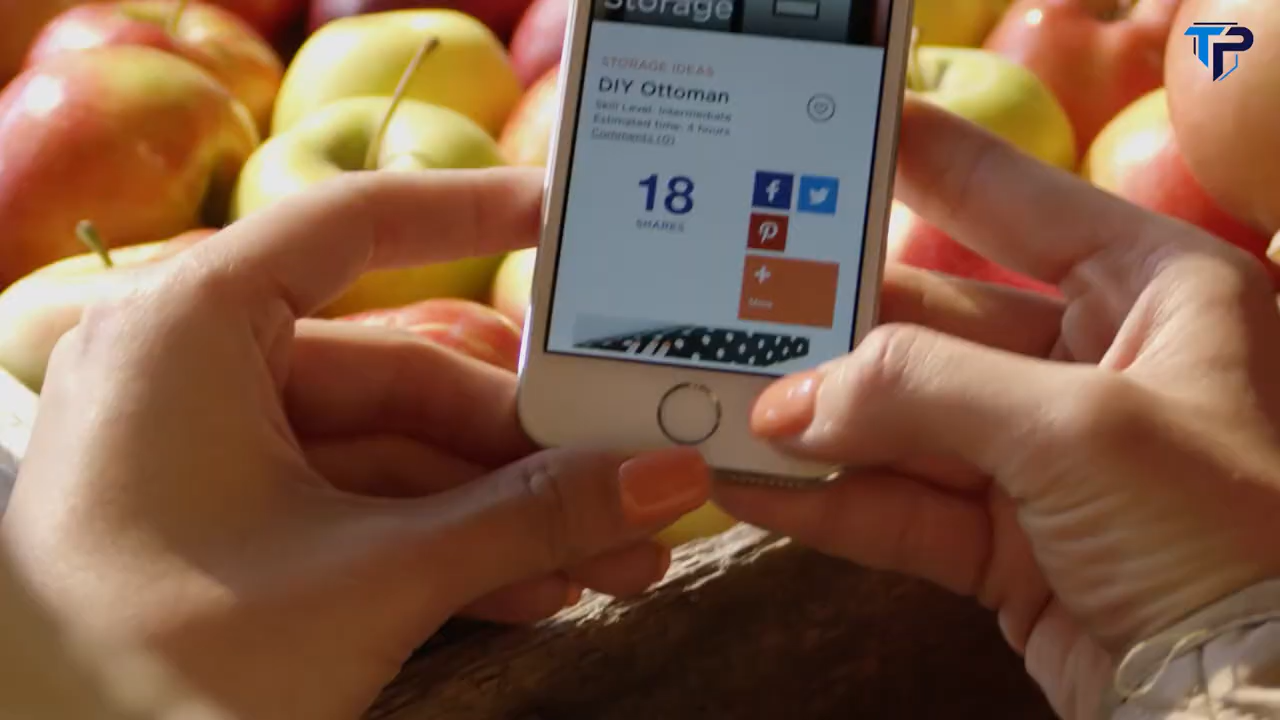 Storage
TP
STORAGE IDEAS
DIY Ottoman
Skill Level: Intermediate
Estimated time: 4 hours
Comments (0)
18
SHARES
More